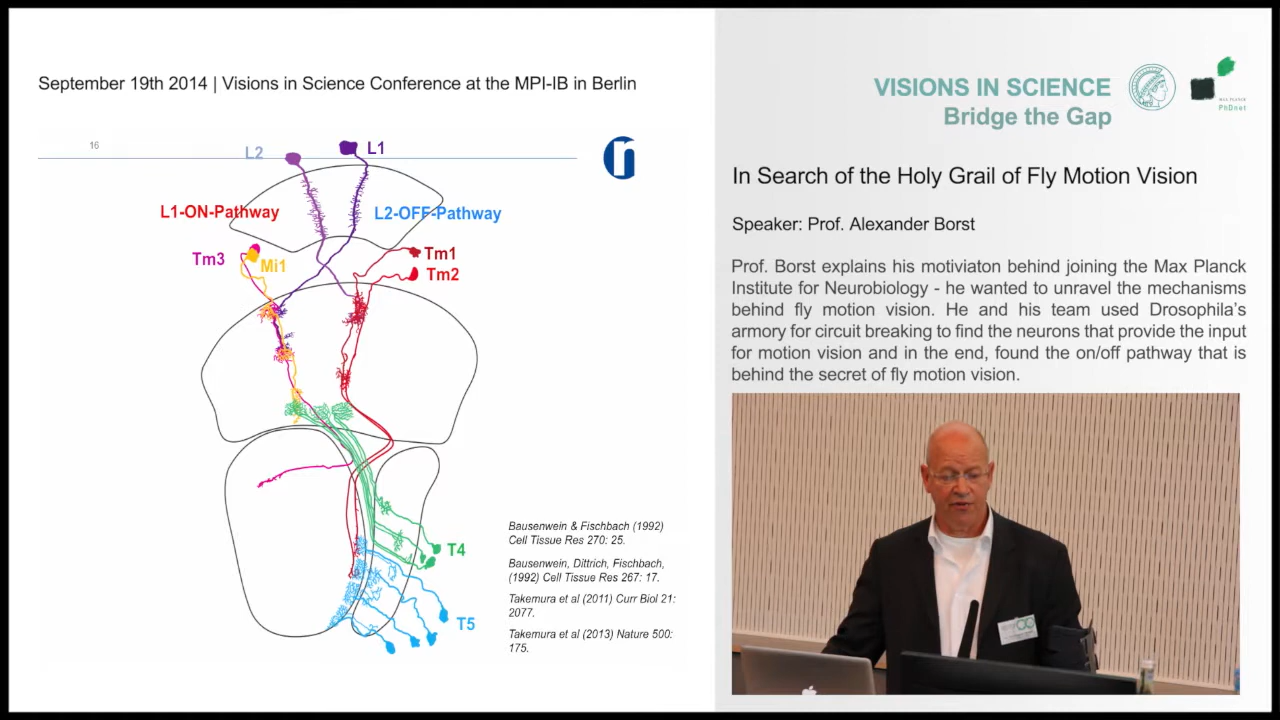 September 19th 2014 | Visions in Science Conference at the MPI-IB in Berlin
16
L2
L1
L1-ON-Pathway
L2-OFF-Pathway
Tm3
Mi1
Tm1
Tm2
T4
T5
Bausenwein & Fischbach (1992)
Cell Tissue Res 270: 25.
Bausenwein, Dittrich, Fischbach,
(1992) Cell Tissue Res 267: 17.
Takemura et al (2011) Curr Biol 21:
2077.
Takemura et al (2013) Nature 500:
175.
VISIONS IN SCIENCE
Bridge the Gap
MAX PLANCK
PhDnet
In Search of the Holy Grail of Fly Motion Vision
Speaker: Prof. Alexander Borst
Prof. Borst explains his motiviaton behind joining the Max Planck
Institute for Neurobiology - he wanted to unravel the mechanisms
behind fly motion vision. He and his team used Drosophila's
armory for circuit breaking to find the neurons that provide the input
for motion vision and in the end, found the on/off pathway that is
behind the secret of fly motion vision.